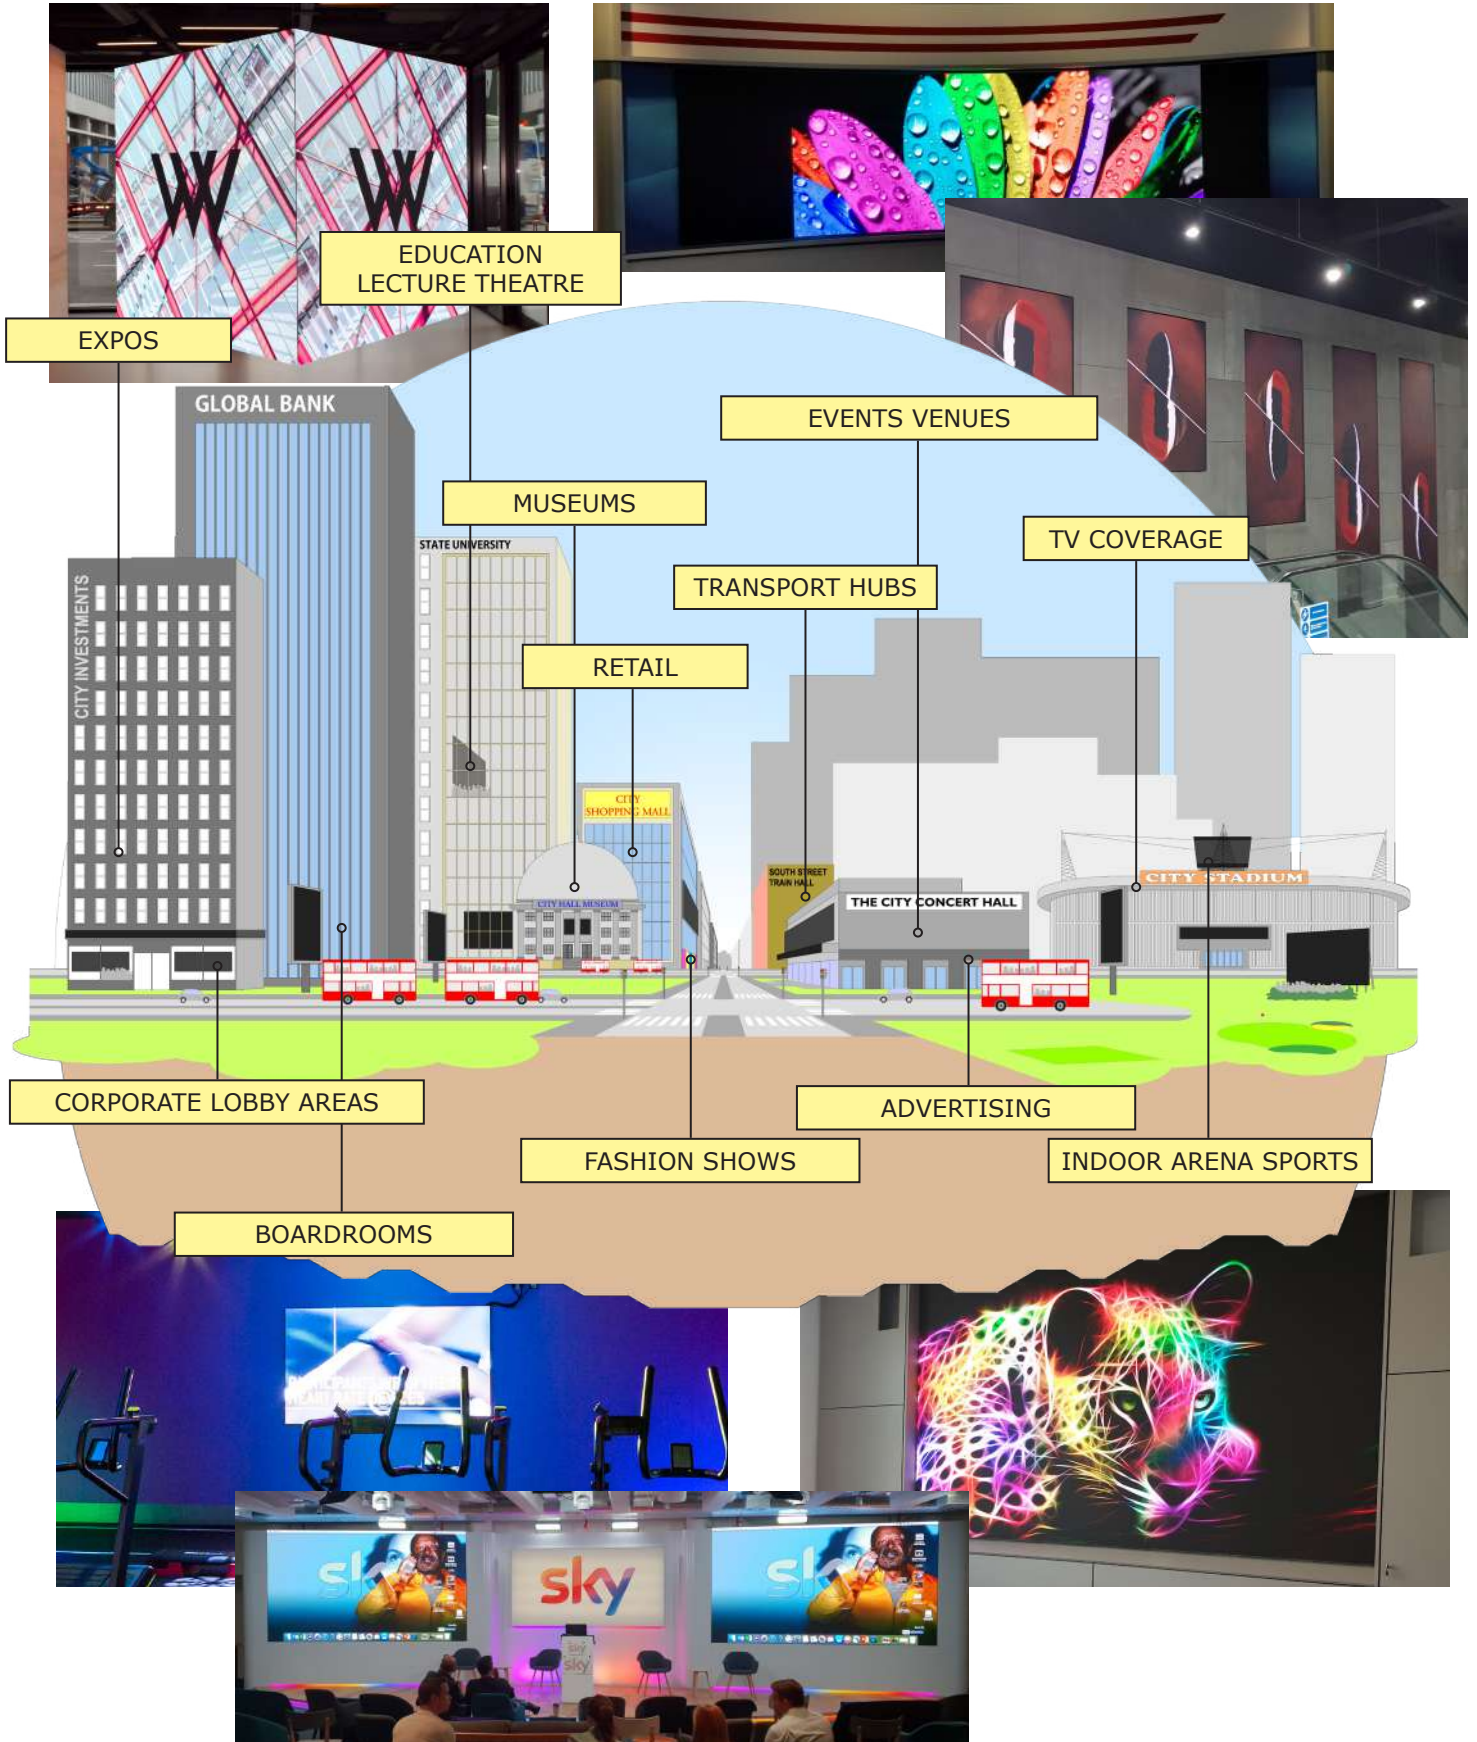 EDUCATION
LECTURE THEATRE
EXPOS
GLOBAL BANK
EVENTS VENUES
MUSEUMS
STATE UNIVERSITY
TV COVERAGE
TRANSPORT HUBS
CITY INVESTMENTS
RETAIL
CITY
SHOPPING MALL
SOUTH STREET
TRAIN HALL
CITY STADIUM
CITY HALL MUSEUM
THE CITY CONCERT HALL
CORPORATE LOBBY AREAS
ADVERTISING
FASHION SHOWS
INDOOR ARENA SPORTS
BOARDROOMS
sky
sky
sky